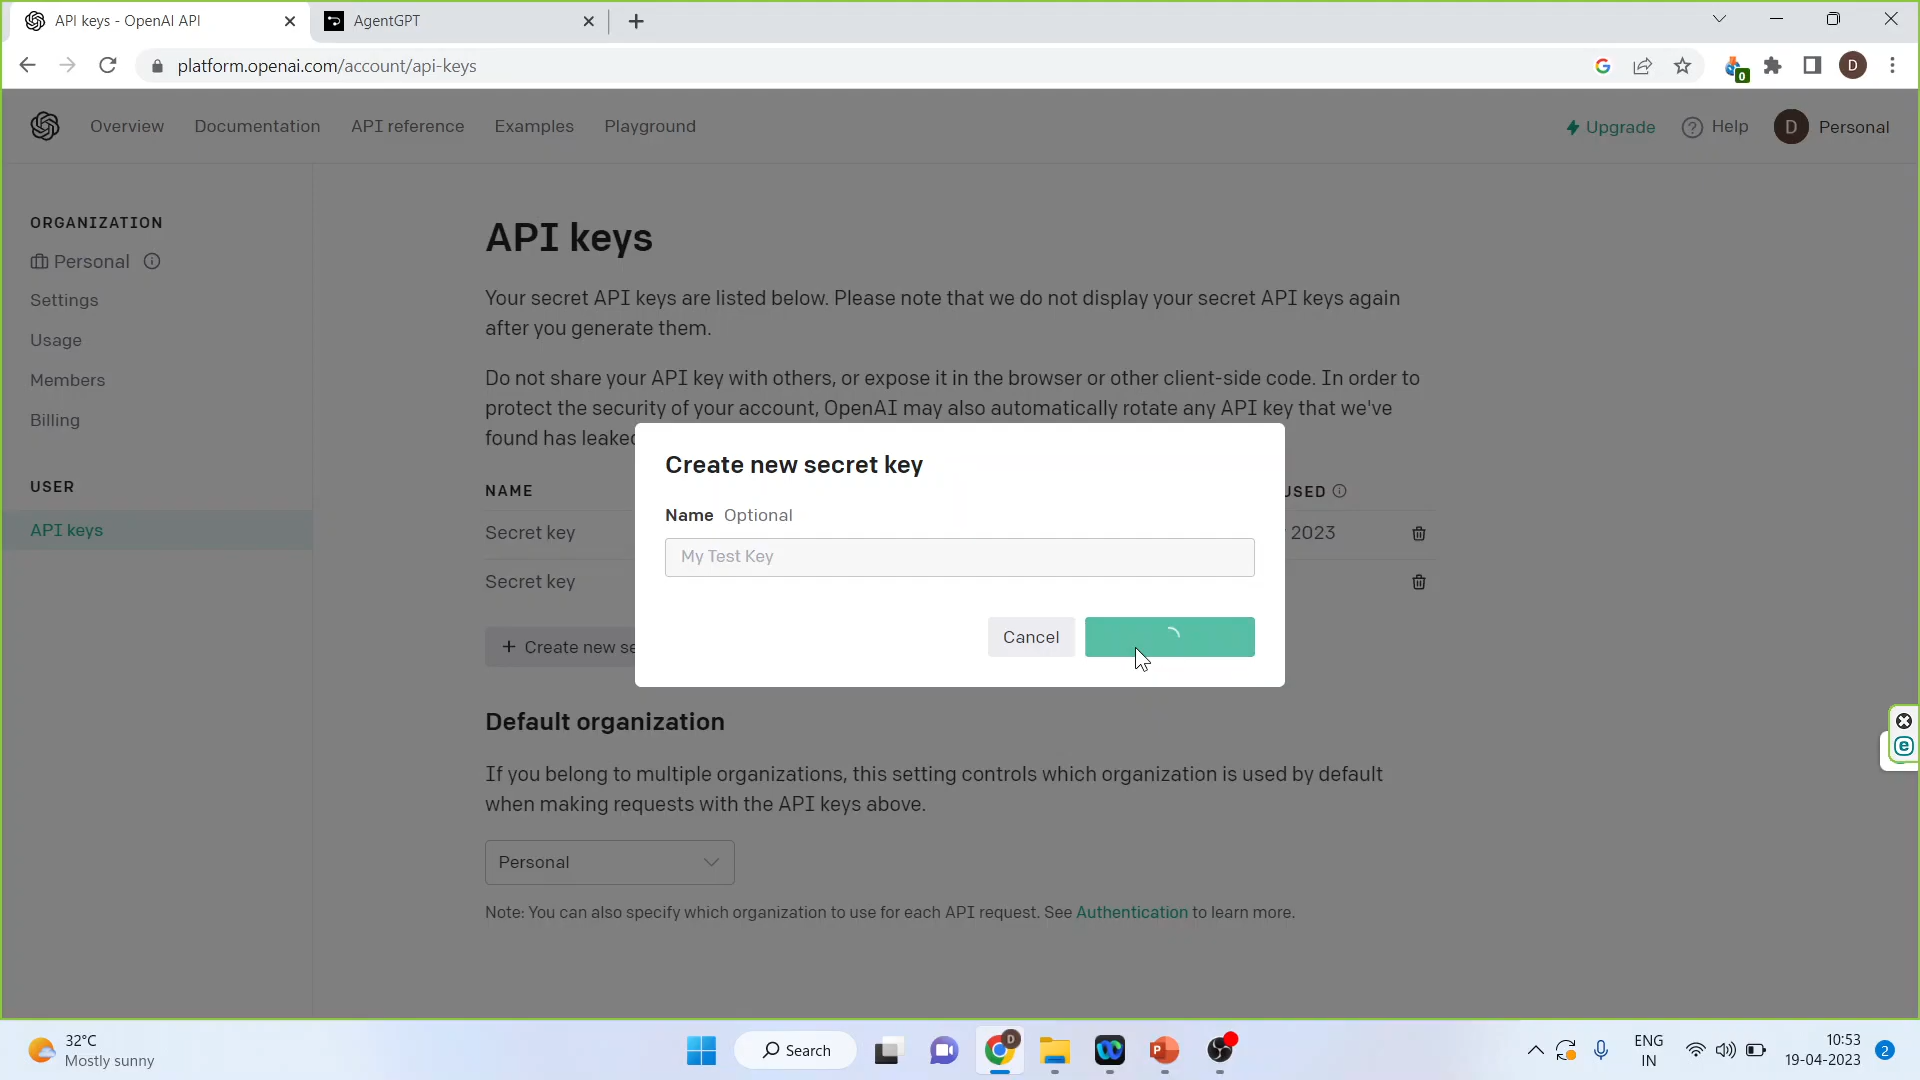 API keys - OpenAI API
AgentGPT
platform.openai.com/account/api-keys
0
D
Overview
Documentation
API reference
Examples
Playground
Upgrade
Help
D
Personal
ORGANIZATION
Personal
Settings
Usage
Members
Billing
USER
API keys
API keys
Your secret API keys are listed below. Please note that we do not display your secret API keys again
after you generate them.
Do not share your API key with others, or expose it in the browser or other client-side code. In order to
protect the security of your account, OpenAI may also automatically rotate any API key that we've
found has leaked
NAME
USED
Secret key
2023
Secret key
+ Create new se
Create new secret key
Name Optional
My Test Key
Cancel
Default organization
If you belong to multiple organizations, this setting controls which organization is used by default
when making requests with the API keys above.
Personal
Note: You can also specify which organization to use for each API request. See Authentication to learn more.
32°C
Mostly sunny
Search
D
P
ENG
IN
10:53
19-04-2023
2